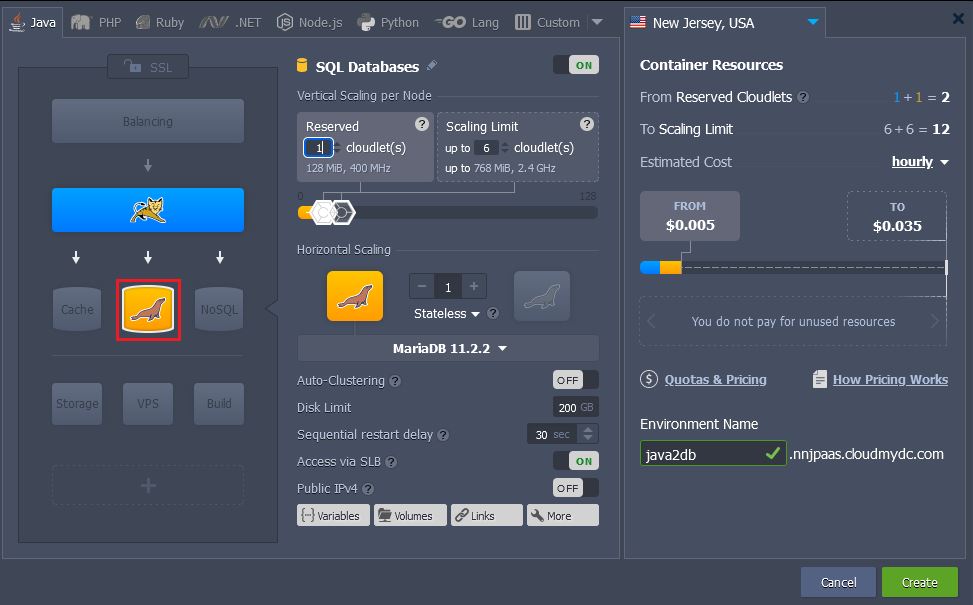 Java PHP Ruby .NET Node.js Python Lang Custom
SSL
Balancing
Cache NoSQL
Storage VPS Build
SQL Databases ON
Vertical Scaling per Node
Reserved ?
1 cloudlet(s)
128 MiB, 400 MHz
Scaling Limit ?
up to 6 cloudlet(s)
up to 768 MiB, 2.4 GHz
0 128
Horizontal Scaling
− 1 +
Stateless ?
MariaDB 11.2.2
Auto-Clustering ? OFF
Disk Limit 200 GB
Sequential restart delay ? 30 sec
Access via SLB ? ON
Public IPv4 ? OFF
Variables Volumes Links More
New Jersey, USA
Container Resources
From Reserved Cloudlets ? 1 + 1 = 2
To Scaling Limit 6 + 6 = 12
Estimated Cost hourly
FROM
$0.005
TO
$0.035
You do not pay for unused resources
$ Quotas & Pricing How Pricing Works
Environment Name
java2db .nnjpaas.cloudmydc.com
Cancel Create